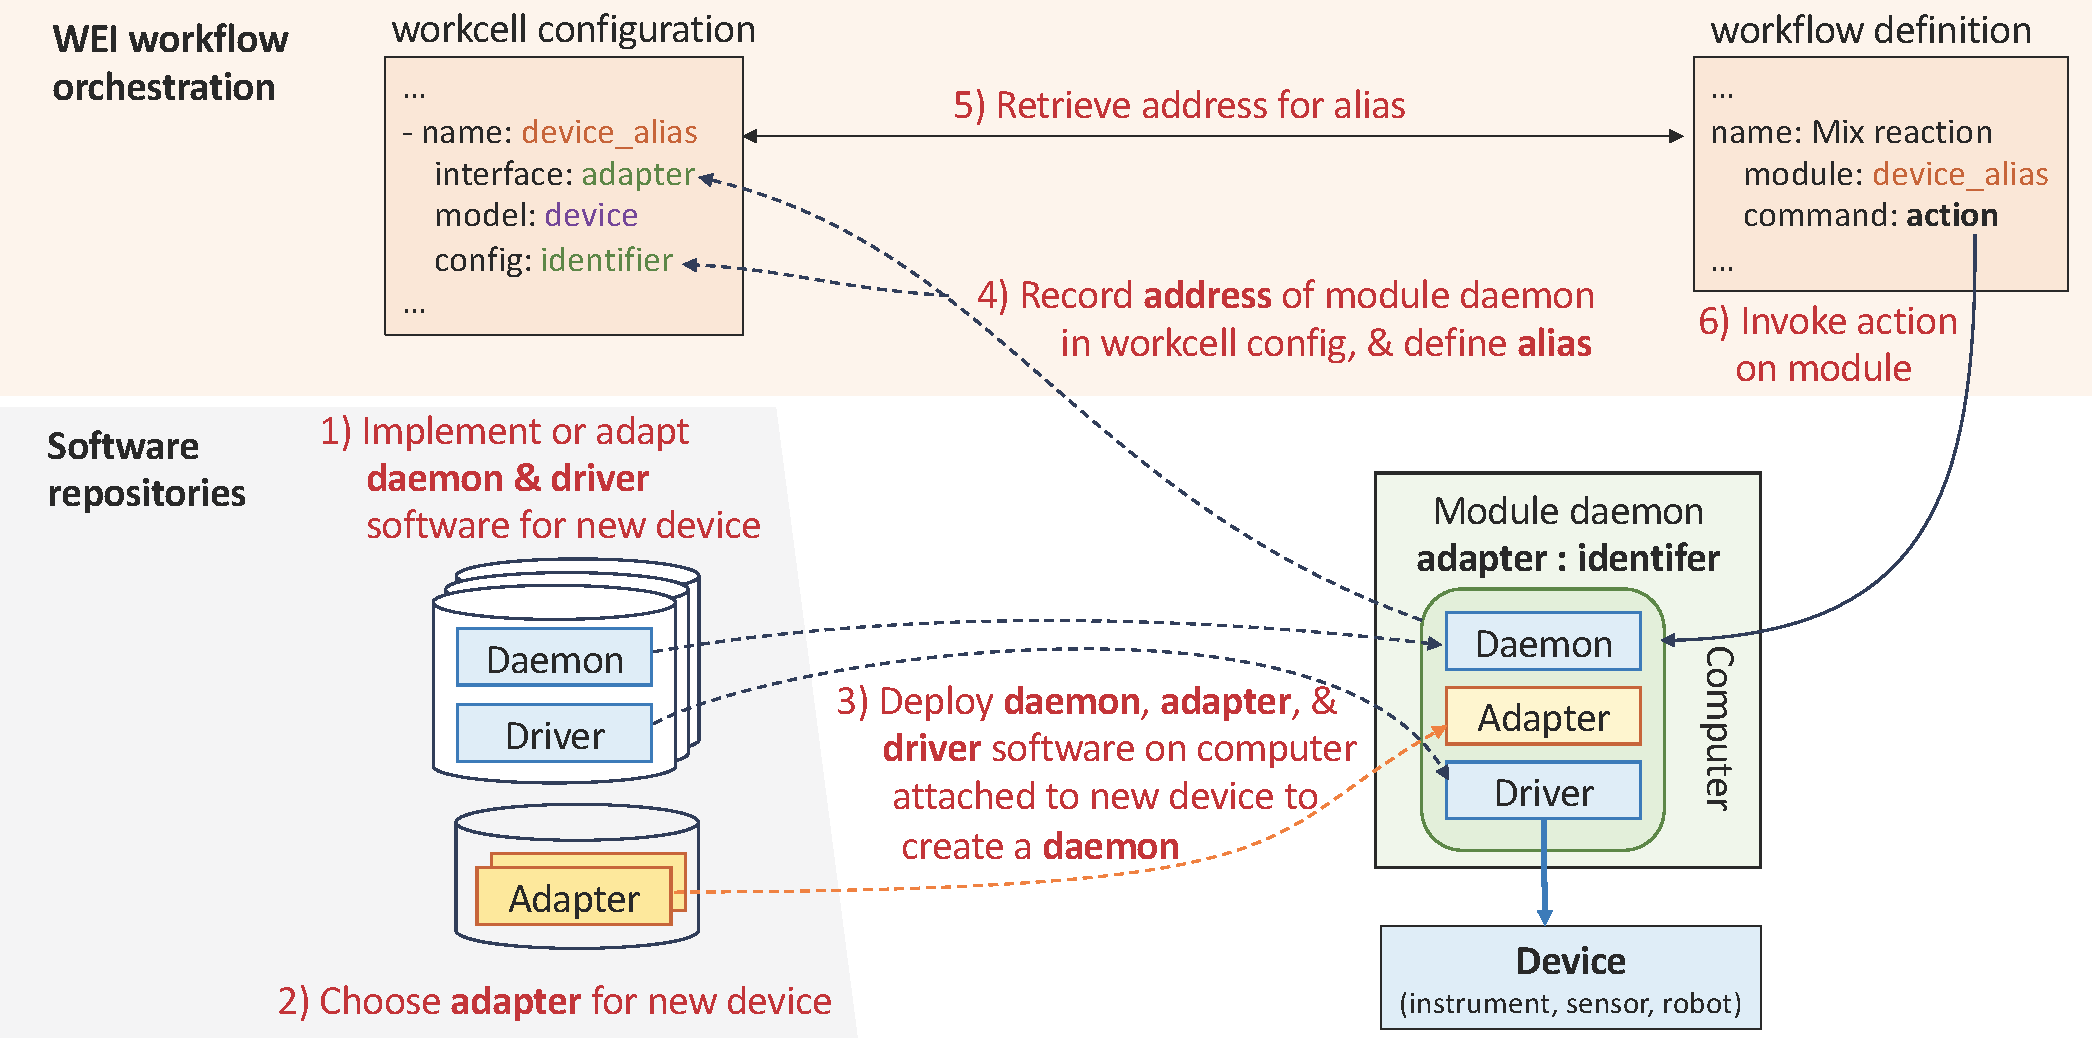 WEI workflow
orchestration
workcell configuration
...
- name: device_alias
interface: adapter
model: device
config: identifier
...
5) Retrieve address for alias
workflow definition
...
name: Mix reaction
module: device_alias
command: action
...
4) Record address of module daemon
in workcell config, & define alias
6) Invoke action
on module
Software
repositories
1) Implement or adapt
daemon & driver
software for new device
Daemon
Driver
Adapter
2) Choose adapter for new device
3) Deploy daemon, adapter, &
driver software on computer
attached to new device to
create a daemon
Module daemon
adapter : identifer
Daemon
Adapter
Driver
Computer
Device
(instrument, sensor, robot)